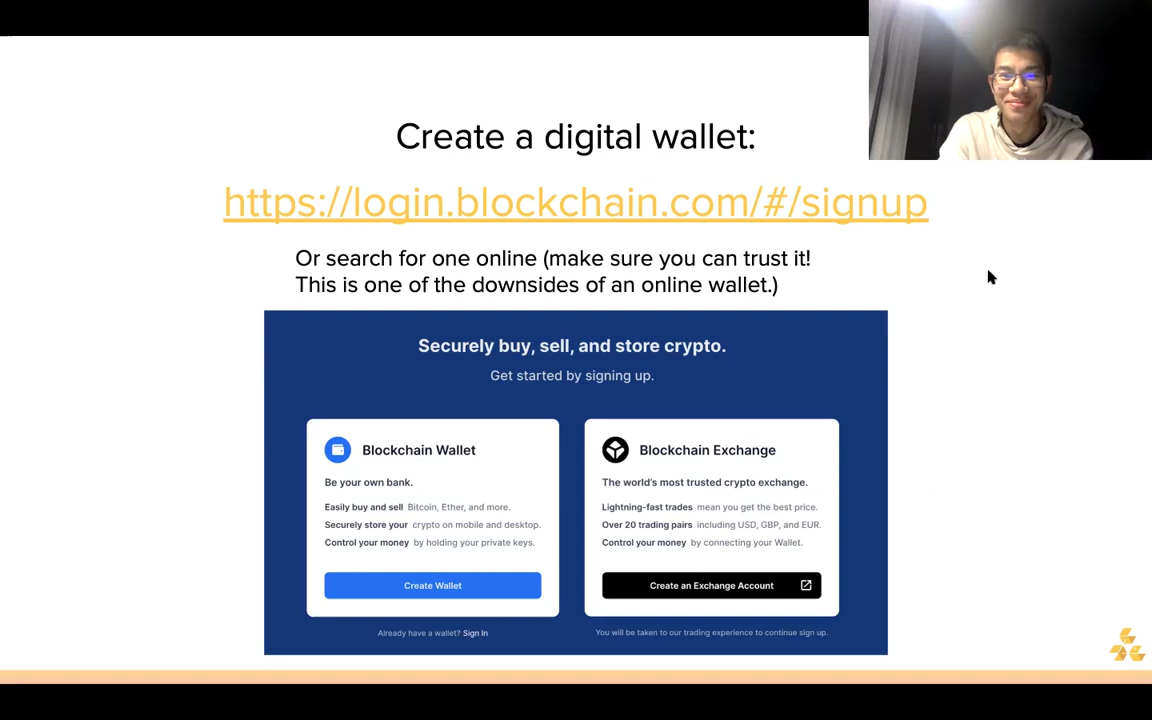 Create a digital wallet:
https://login.blockchain.com/#/signup
Or search for one online (make sure you can trust it!
This is one of the downsides of an online wallet.)
Securely buy, sell, and store crypto.
Get started by signing up.
Blockchain Wallet
Be your own bank.
Easily buy and sell Bitcoin, Ether, and more.
Securely store your crypto on mobile and desktop.
Control your money by holding your private keys.
Create Wallet
Already have a wallet? Sign In
Blockchain Exchange
The world's most trusted crypto exchange.
Lightning-fast trades mean you get the best price.
Over 20 trading pairs including USD, GBP, and EUR.
Control your money by connecting your Wallet.
Create an Exchange Account
You will be taken to our trading experience to continue sign up.